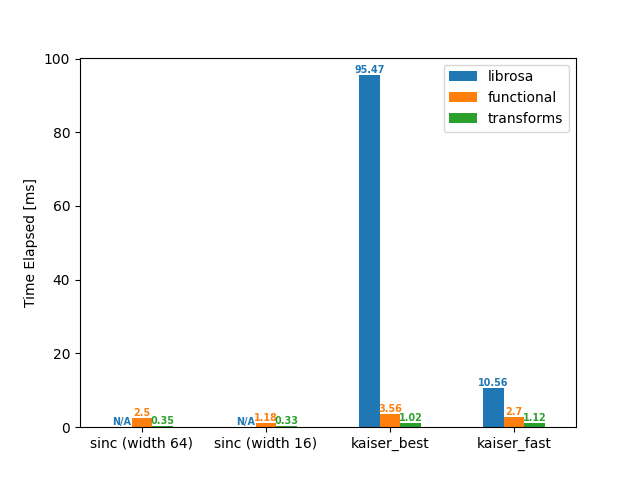 100
80
60
40
20
0
Time Elapsed [ms]
librosa
functional
transforms
N/A 2.5 0.35
N/A 1.18 0.33
95.47 3.56 1.02
10.56 2.7 1.12
sinc (width 64) sinc (width 16) kaiser_best kaiser_fast